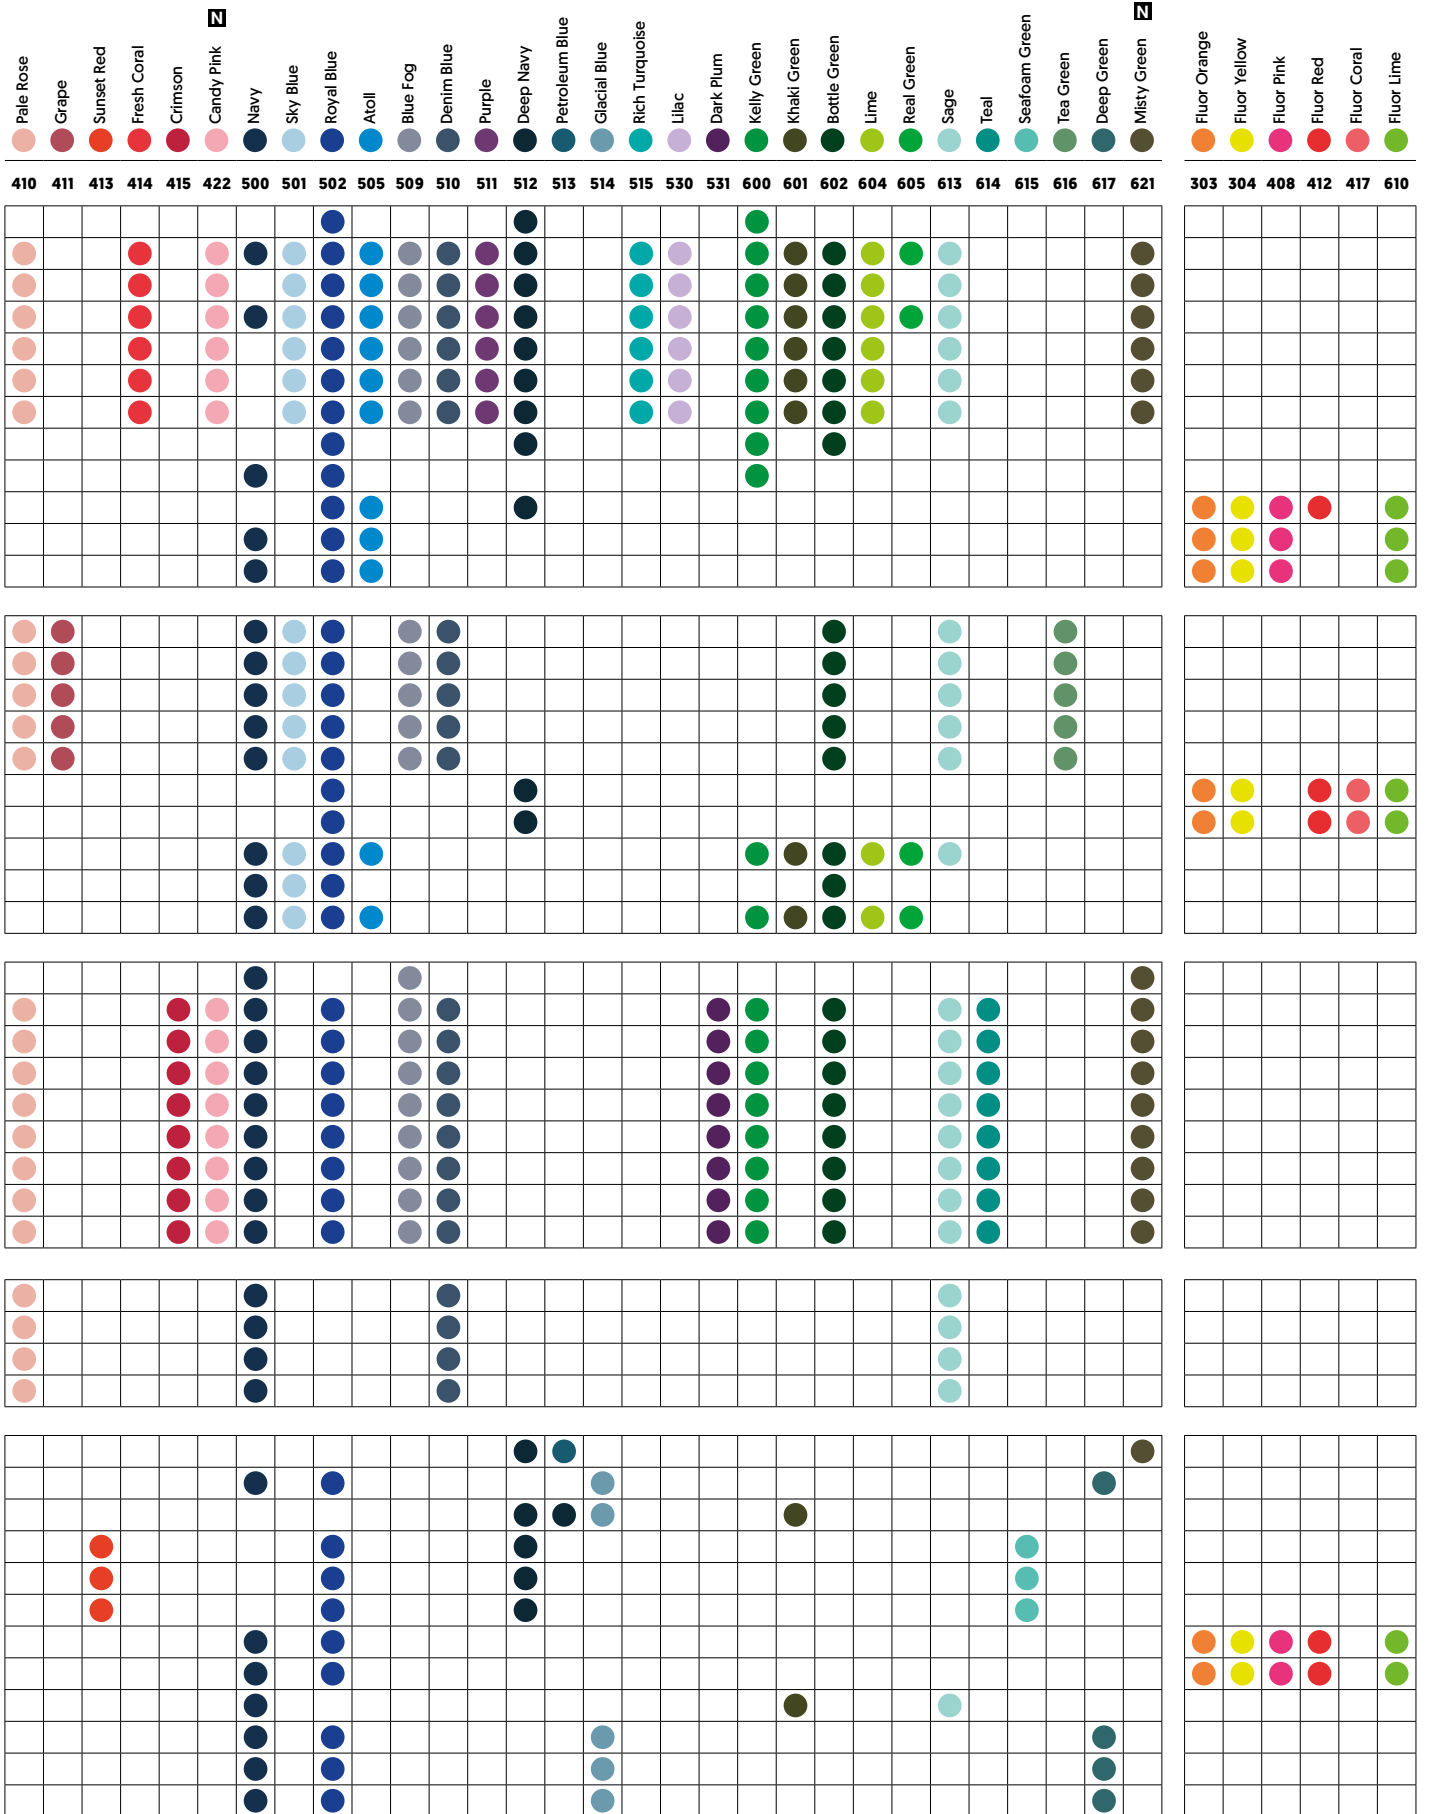 N
N
Pale Rose
Grape
Sunset Red
Fresh Coral
Crimson
Candy Pink
Navy
Sky Blue
Royal Blue
Atoll
Blue Fog
Denim Blue
Purple
Deep Navy
Petroleum Blue
Glacial Blue
Rich Turquoise
Lilac
Dark Plum
Kelly Green
Khaki Green
Bottle Green
Lime
Real Green
Sage
Teal
Seafoam Green
Tea Green
Deep Green
Misty Green
Fluor Orange
Fluor Yellow
Fluor Pink
Fluor Red
Fluor Coral
Fluor Lime
410 411 413 414 415 422 500 501 502 505 509 510 511 512 513 514 515 530 531 600 601 602 604 605 613 614 615 616 617 621 303 304 408 412 417 610